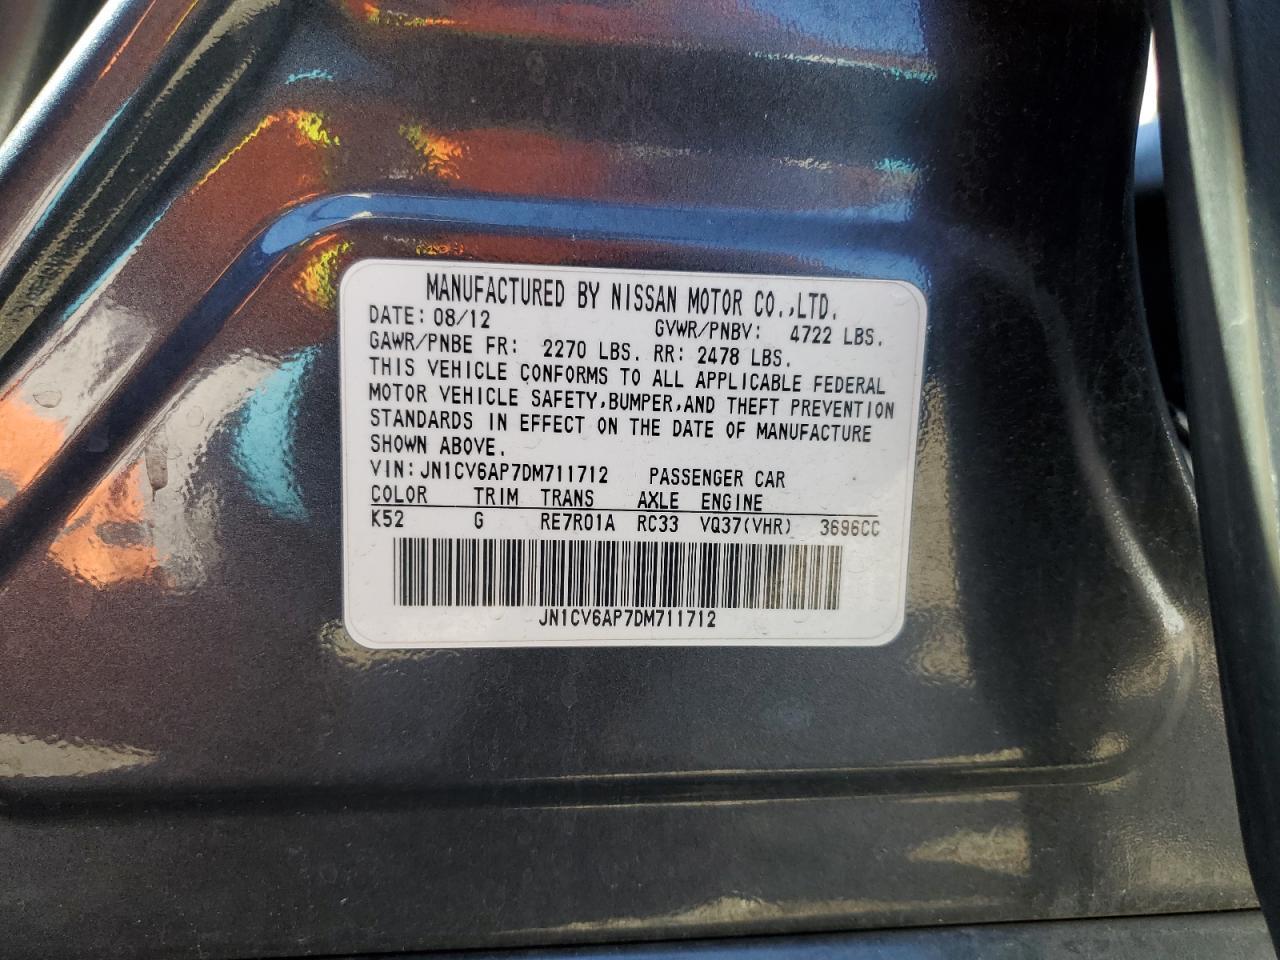 MANUFACTURED BY NISSAN MOTOR CO.,LTD.
DATE: 08/12 GVWR/PNBV: 4722 LBS.
GAWR/PNBE FR: 2270 LBS. RR: 2478 LBS.
THIS VEHICLE CONFORMS TO ALL APPLICABLE FEDERAL
MOTOR VEHICLE SAFETY,BUMPER,AND THEFT PREVENTION
STANDARDS IN EFFECT ON THE DATE OF MANUFACTURE
SHOWN ABOVE.
VIN: JN1CV6AP7DM711712 PASSENGER CAR
COLOR TRIM TRANS AXLE ENGINE
K52 G RE7R01A RC33 VQ37(VHR) 3696CC
JN1CV6AP7DM711712